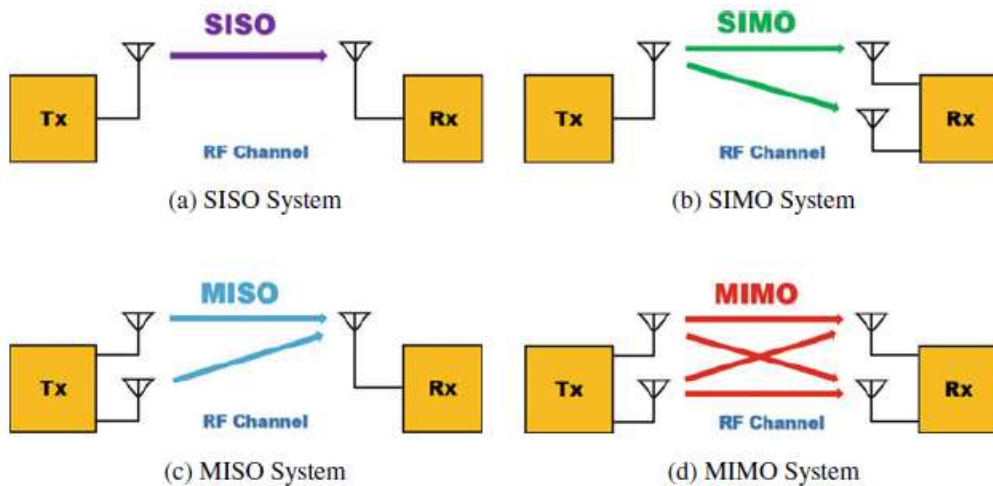 SISO
Tx
Rx
RF Channel
(a) SISO System
SIMO
Tx
Rx
RF Channel
(b) SIMO System
MISO
Tx
Rx
RF Channel
(c) MISO System
MIMO
Tx
Rx
RF Channel
(d) MIMO System